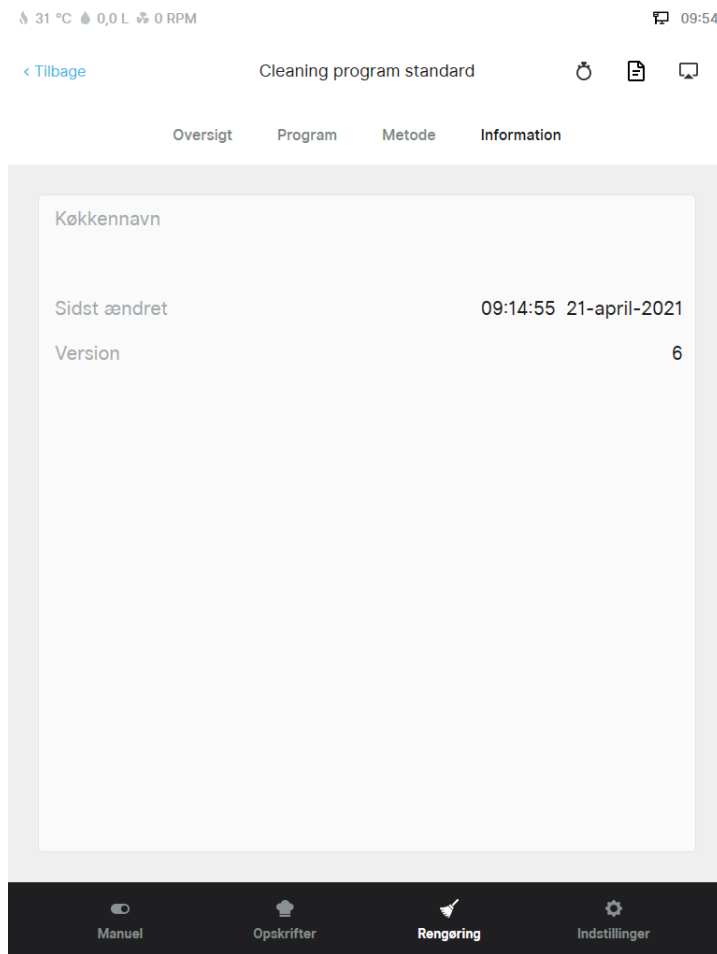 31 °C 0,0 L 0 RPM 09:54
< Tilbage Cleaning program standard
Oversigt Program Metode Information
Køkkennavn
Sidst ændret 09:14:55 21-april-2021
Version 6
Manuel Opskrifter Rengøring Indstillinger